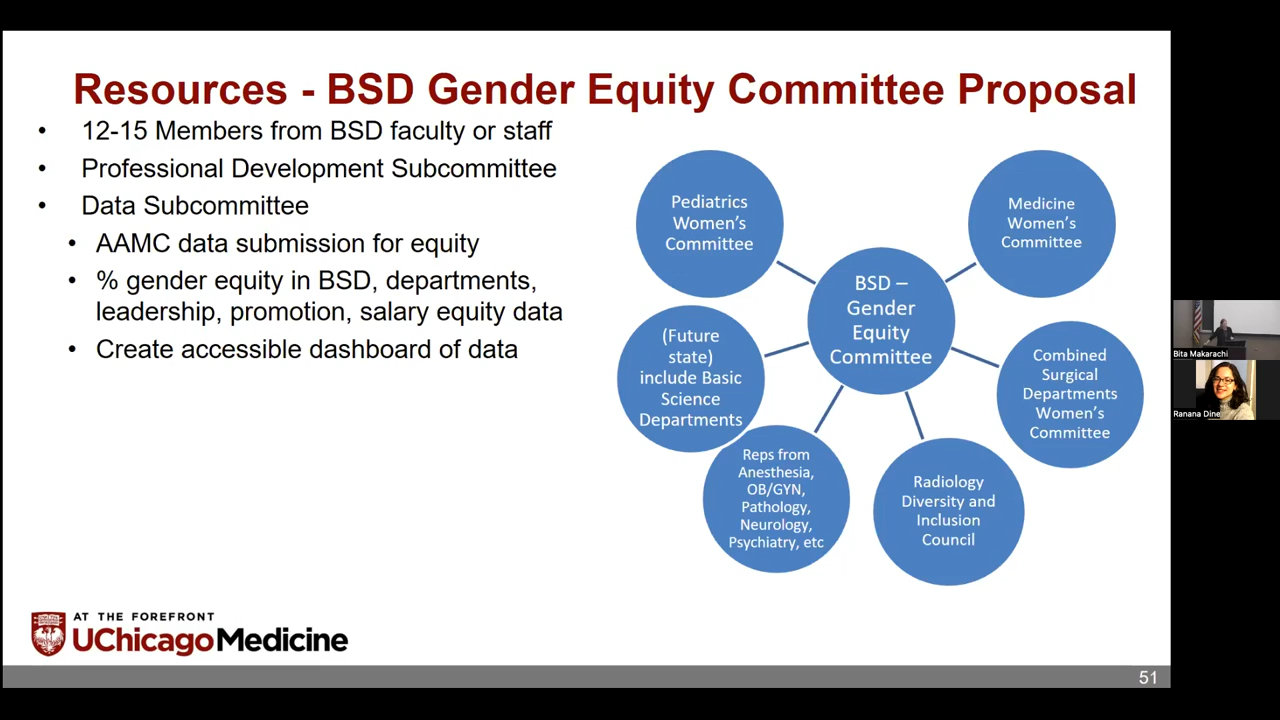 Resources - BSD Gender Equity Committee Proposal
• 12-15 Members from BSD faculty or staff
• Professional Development Subcommittee
• Data Subcommittee
• AAMC data submission for equity
• % gender equity in BSD, departments,
leadership, promotion, salary equity data
• Create accessible dashboard of data
Pediatrics
Women's
Committee
Medicine
Women's
Committee
BSD –
Gender
Equity
Committee
(Future
state)
include Basic
Science
Departments
Combined
Surgical
Departments
Women's
Committee
Reps from
Anesthesia,
OB/GYN,
Pathology,
Neurology,
Psychiatry, etc
Radiology
Diversity and
Inclusion
Council
AT THE FOREFRONT
UChicago Medicine
51
Bita Makarachi
Ranana Dine